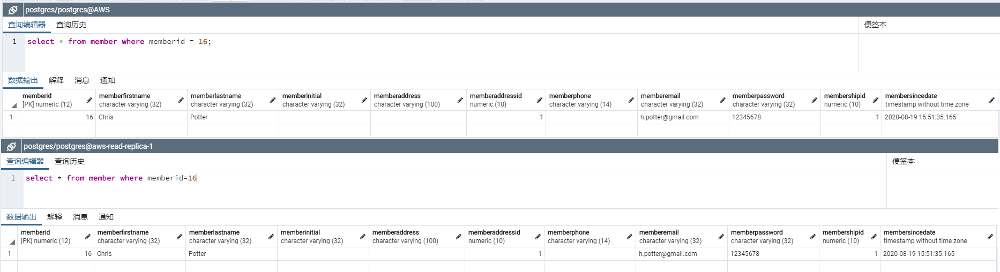 postgres/postgres@AWS
查询编辑器 查询历史 便签本
1 select * from member where memberid = 16;
数据输出 解释 消息 通知
memberid memberfirstname memberlastname memberinitial memberaddress memberaddressid memberphone memberemail memberpassword membershipid membersincedate
[PK] numeric (12) character varying (32) character varying (32) character varying (32) character varying (100) numeric (10) character varying (14) character varying (32) character varying (32) numeric (10) timestamp without time zone
1 16 Chris Potter 1 h.potter@gmail.com 12345678 1 2020-08-19 15:51:35.165
postgres/postgres@aws-read-replica-1
查询编辑器 查询历史 便签本
1 select * from member where memberid=16
数据输出 解释 消息 通知
memberid memberfirstname memberlastname memberinitial memberaddress memberaddressid memberphone memberemail memberpassword membershipid membersincedate
[PK] numeric (12) character varying (32) character varying (32) character varying (32) character varying (100) numeric (10) character varying (14) character varying (32) character varying (32) numeric (10) timestamp without time zone
1 16 Chris Potter 1 h.potter@gmail.com 12345678 1 2020-08-19 15:51:35.165